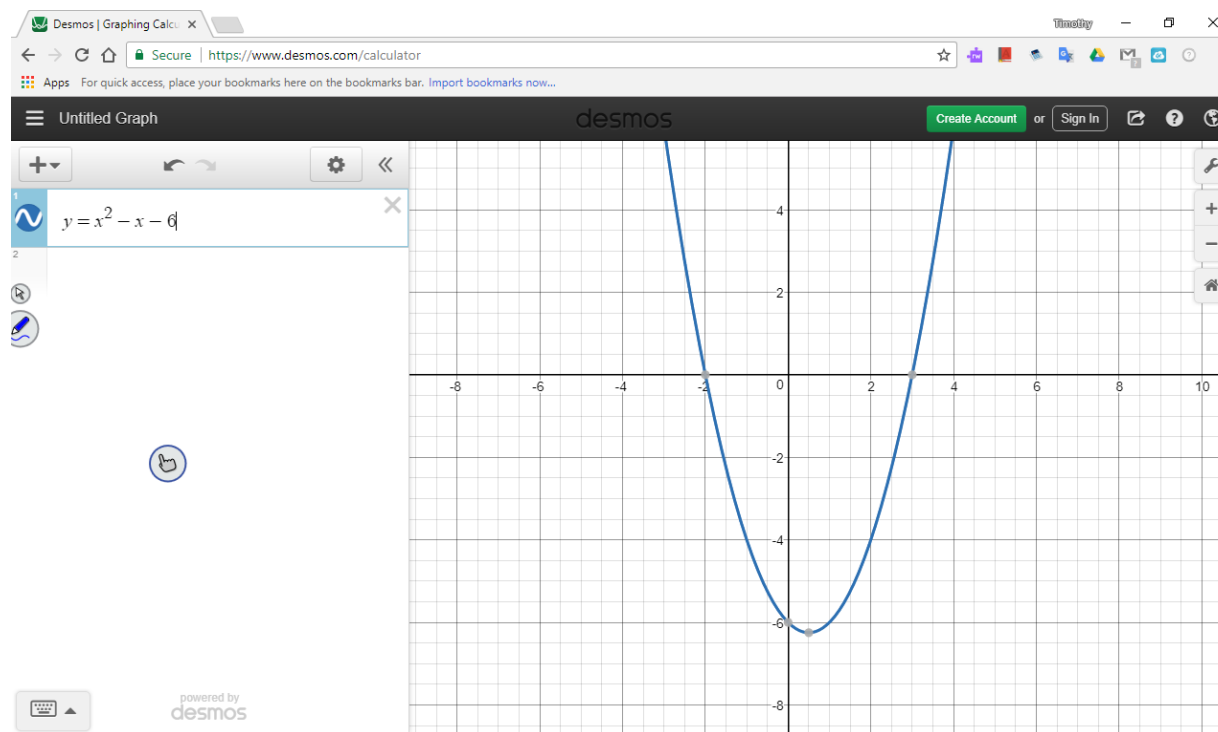 Desmos | Graphing Calcu
Timothy
Secure | https://www.desmos.com/calculator
Apps For quick access, place your bookmarks here on the bookmarks bar. Import bookmarks now...
Untitled Graph
desmos
Create Account or Sign In
1
y = x² − x − 6
2
4
2
-8 -6 -4 -2 0 2 4 6 8 10
-2
-4
-6
-8
powered by
desmos